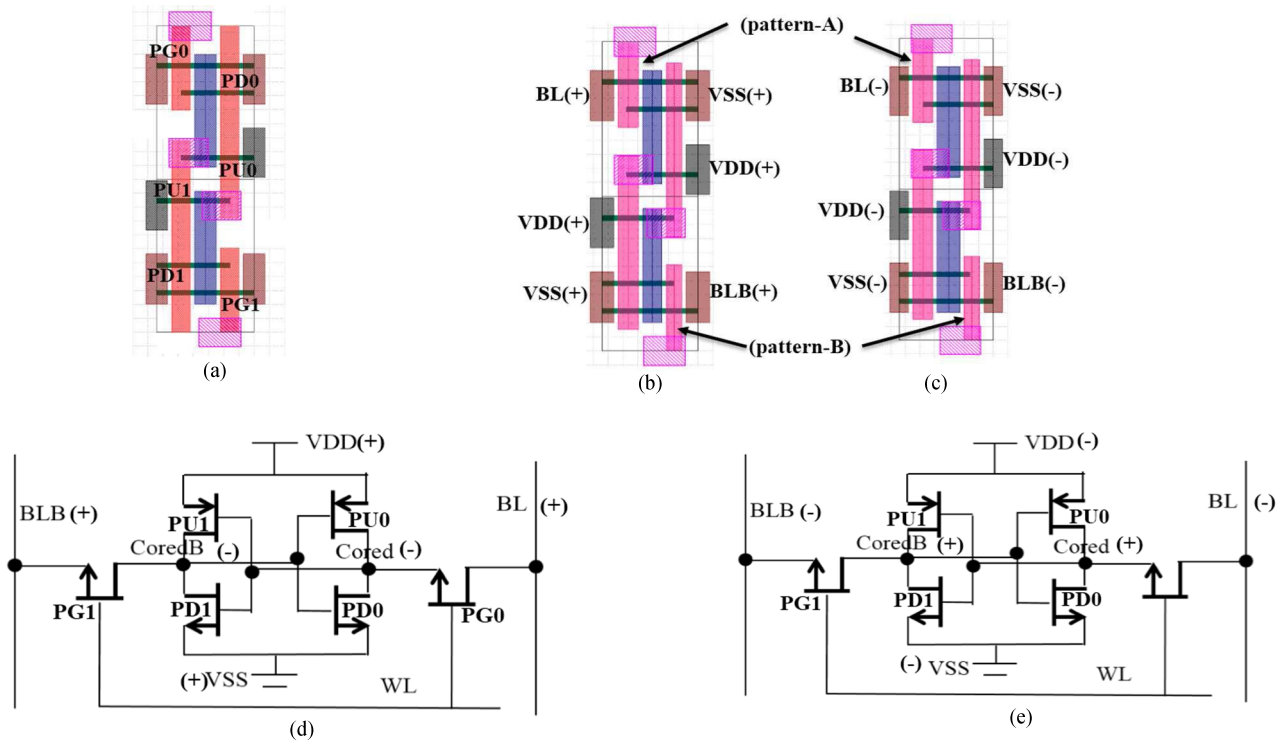 PG0
PD0
PU0
PU1
PD1
PG1
(a)
(pattern-A)
BL(+)
VSS(+)
VDD(+)
VDD(+)
VSS(+)
BLB(+)
(pattern-B)
(b)
BL(-)
VSS(-)
VDD(-)
VDD(-)
VSS(-)
BLB(-)
(c)
VDD(+)
BLB(+)
BL (+)
PU1
PU0
CoredB (-)
Cored (-)
PG1
PD1
PD0
PG0
(+)VSS
WL
(d)
VDD(-)
BLB (-)
BL (-)
PU1
PU0
CoredB (+)
Cored (+)
PG1
PD1
PD0
(-) VSS
WL
(e)